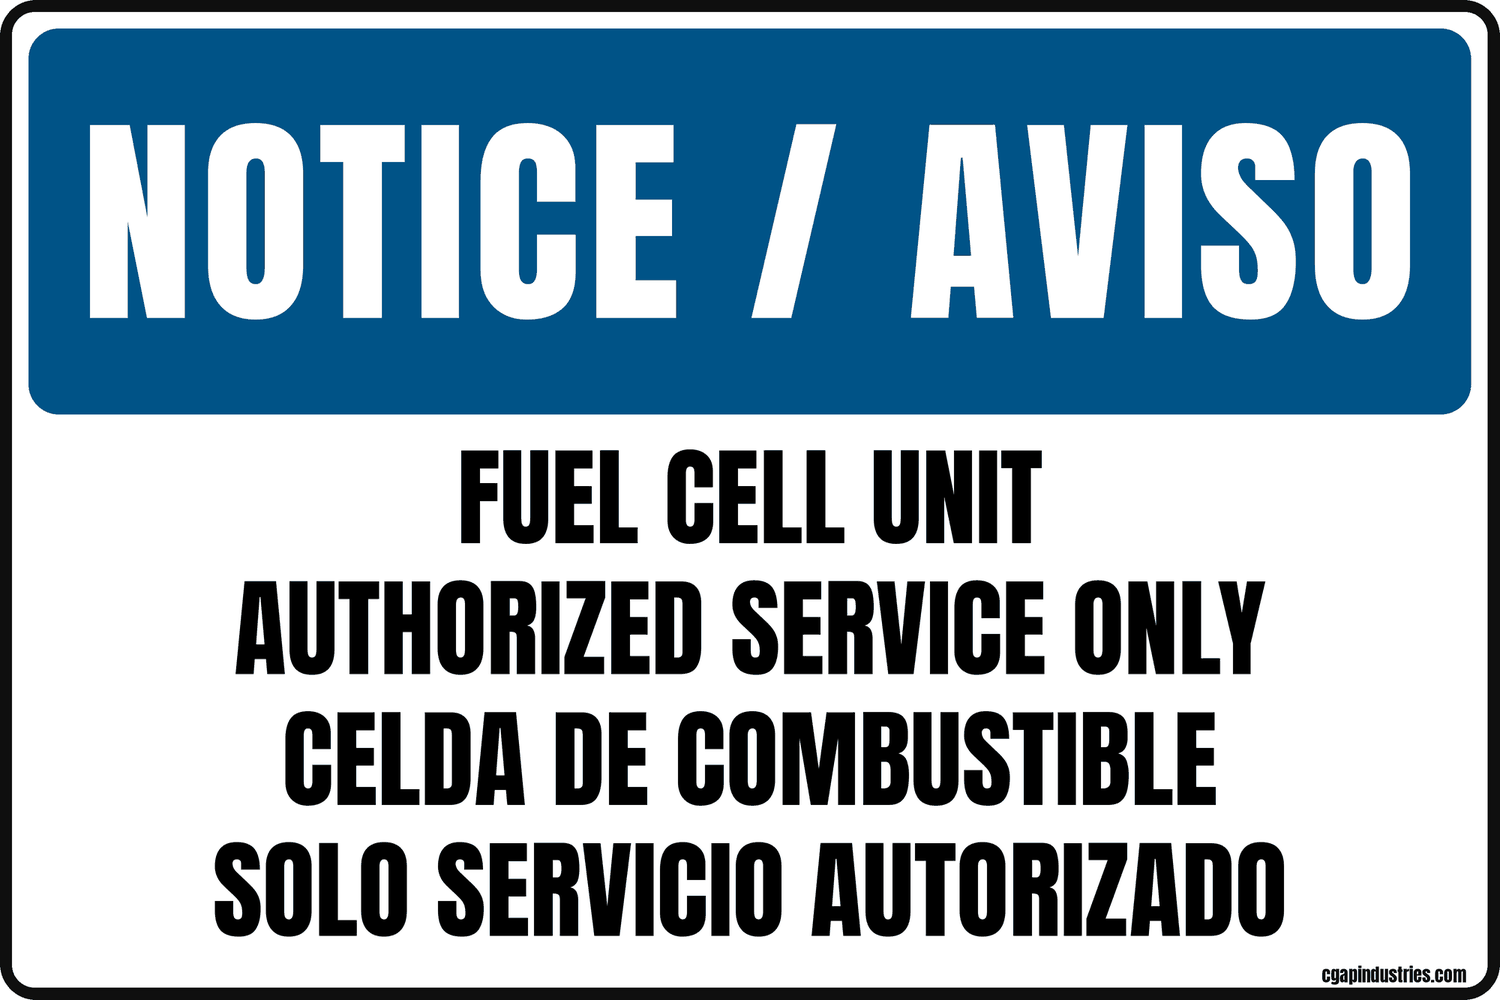 NOTICE / AVISO
FUEL CELL UNIT
AUTHORIZED SERVICE ONLY
CELDA DE COMBUSTIBLE
SOLO SERVICIO AUTORIZADO
cgapindustries.com